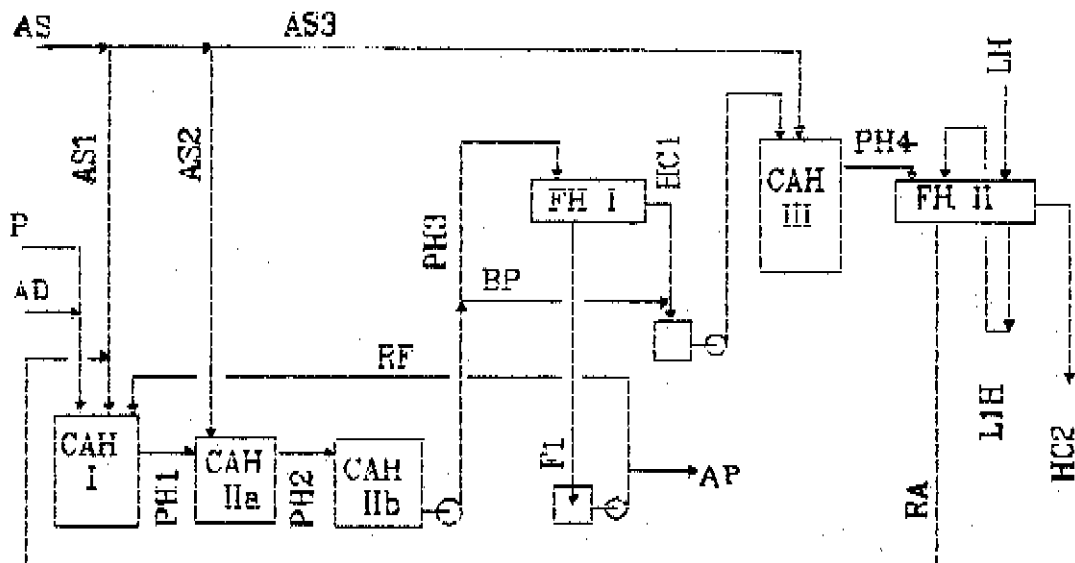 AS
AS3
LH
AS1
AS2
HC1
PH4
CAH
III
FH I
FH II
P
PH3
AD
BP
RF
CAH
I
PH1
CAH
IIa
PH2
CAH
IIb
F1
AP
RA
L1H
HC2